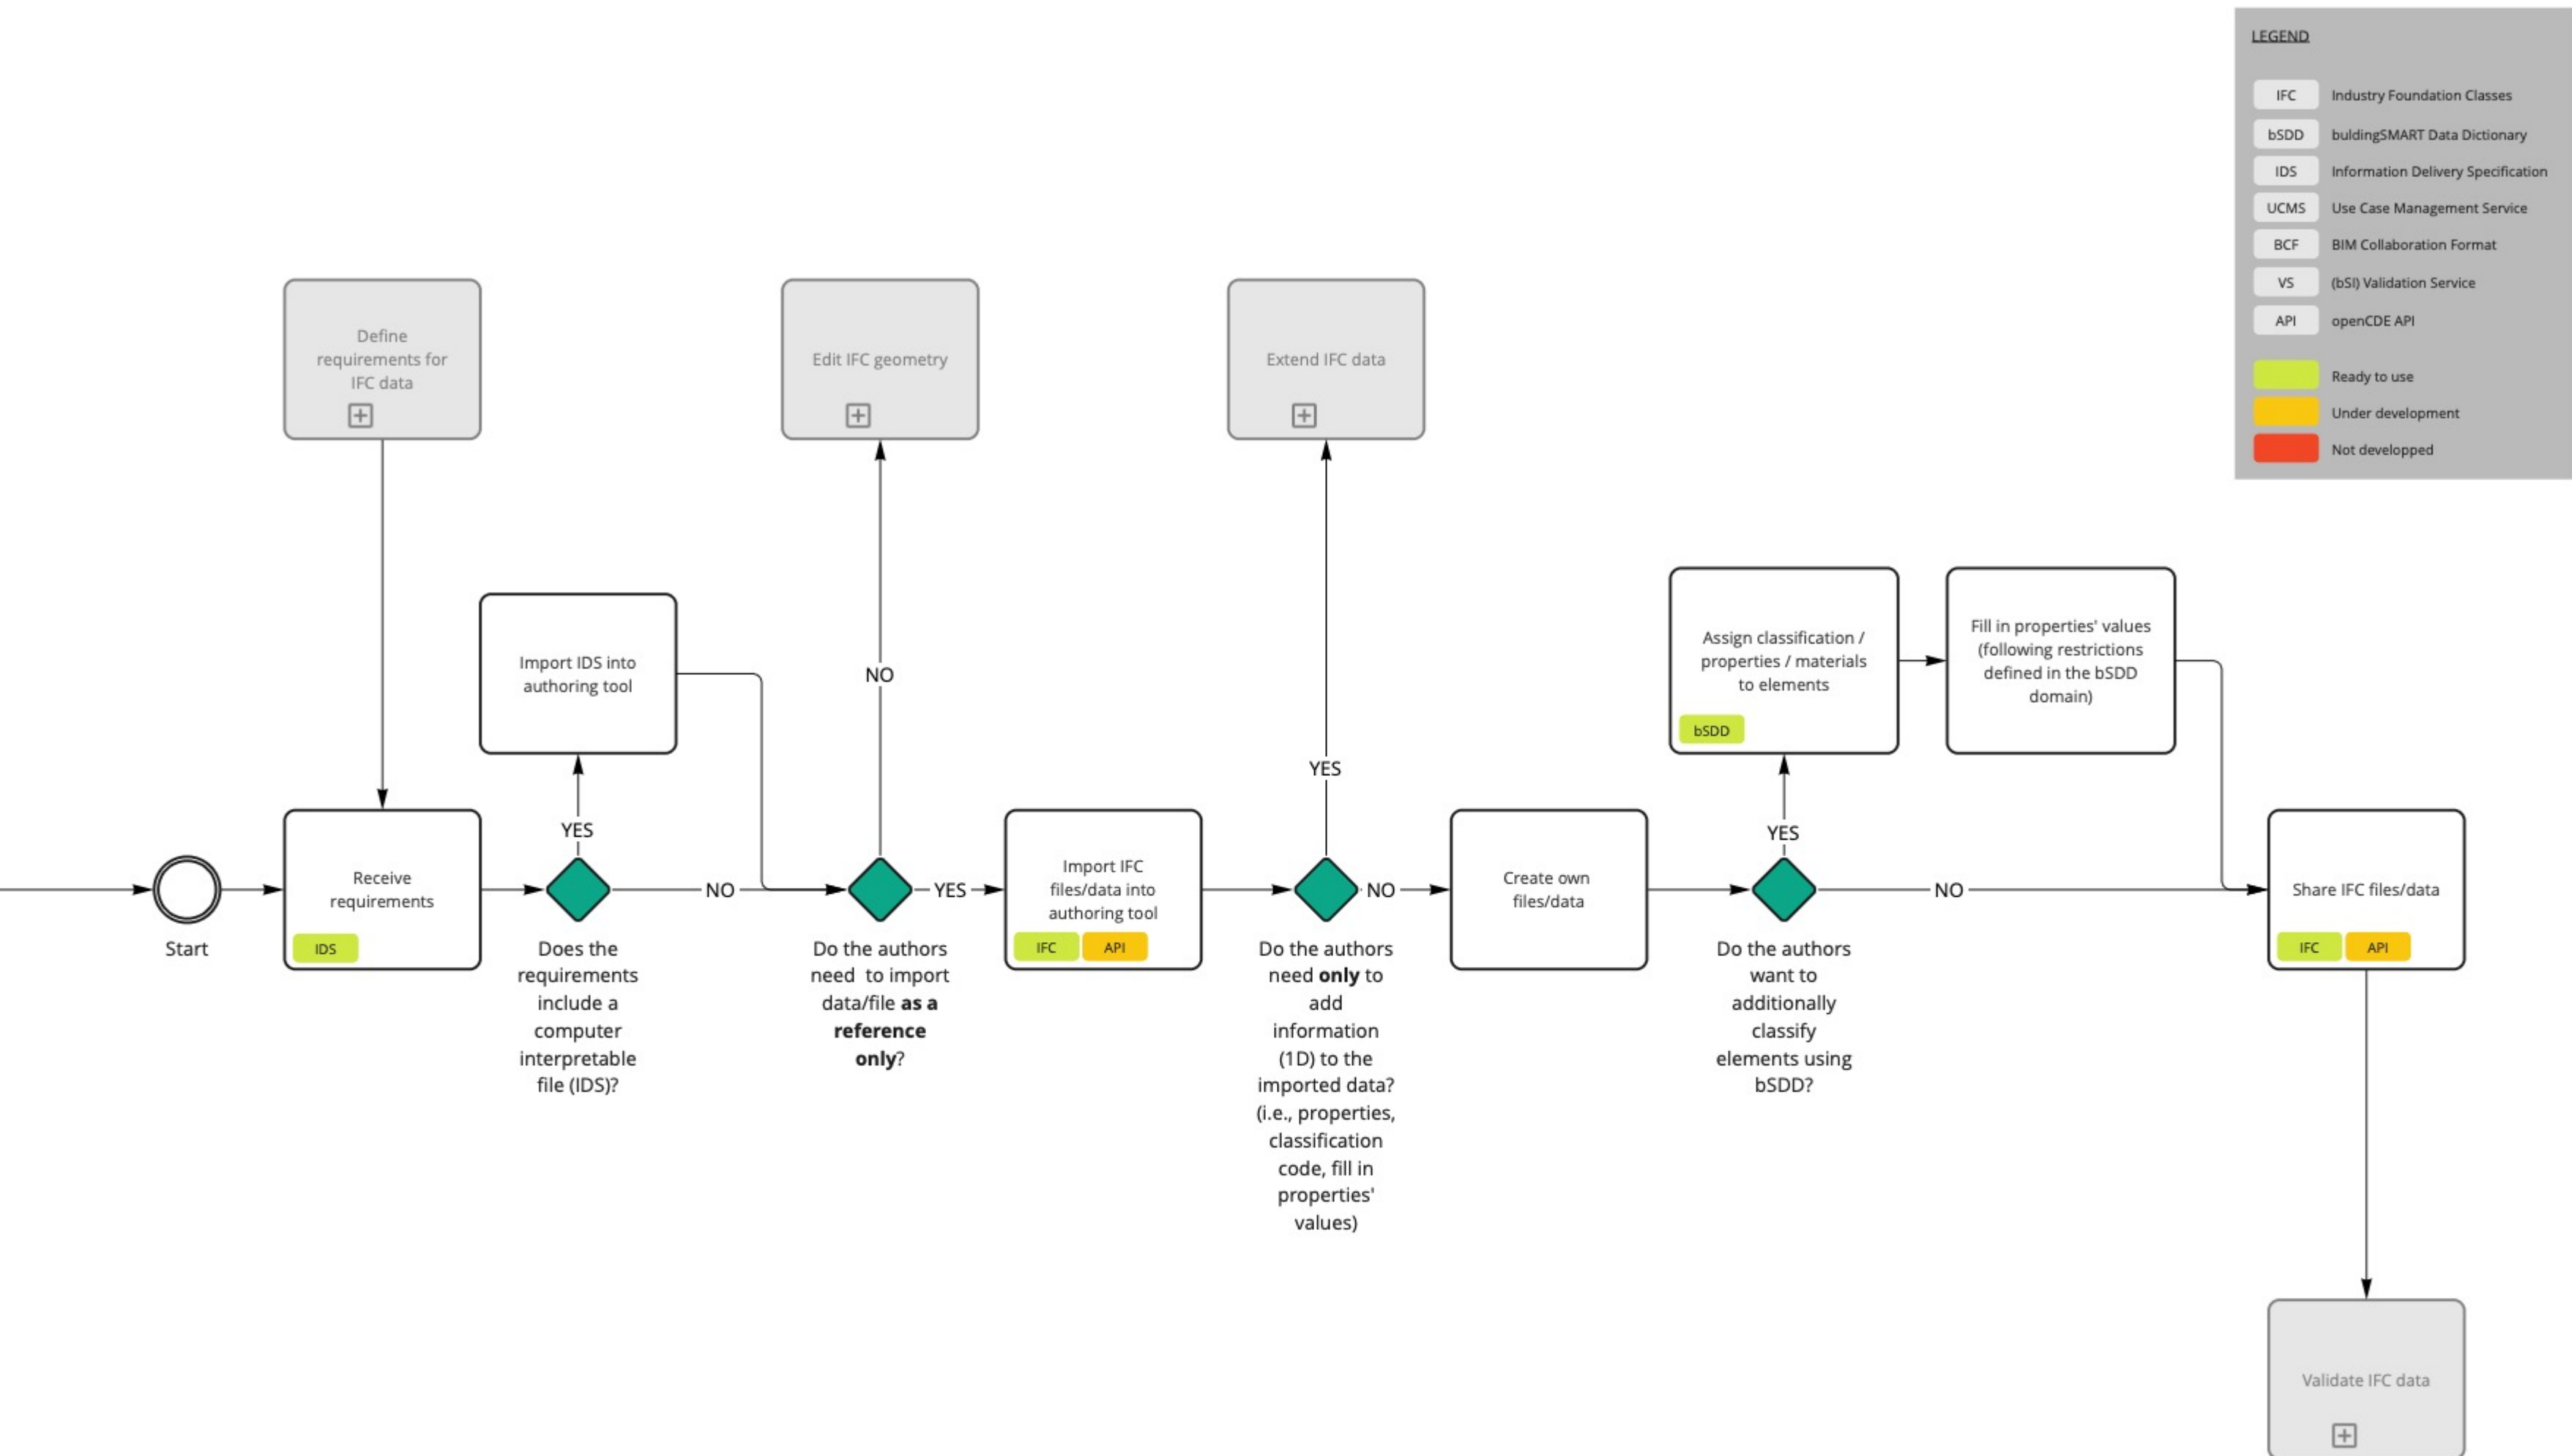 LEGEND
IFC Industry Foundation Classes
bSDD buldingSMART Data Dictionary
IDS Information Delivery Specification
UCMS Use Case Management Service
BCF BIM Collaboration Format
VS (bSI) Validation Service
API openCDE API
Ready to use
Under development
Not developped
Define
requirements for
IFC data
Edit IFC geometry
Extend IFC data
Import IDS into
authoring tool
NO
YES
Assign classification /
properties / materials
to elements
bSDD
Fill in properties' values
(following restrictions
defined in the bSDD
domain)
YES
YES
Start
Receive
requirements
IDS
Does the
requirements
include a
computer
interpretable
file (IDS)?
NO
Do the authors
need to import
data/file as a
reference
only?
YES
Import IFC
files/data into
authoring tool
IFC
API
Do the authors
need only to
add
information
(1D) to the
imported data?
(i.e., properties,
classification
code, fill in
properties'
values)
NO
Create own
files/data
Do the authors
want to
additionally
classify
elements using
bSDD?
NO
Share IFC files/data
IFC
API
Validate IFC data